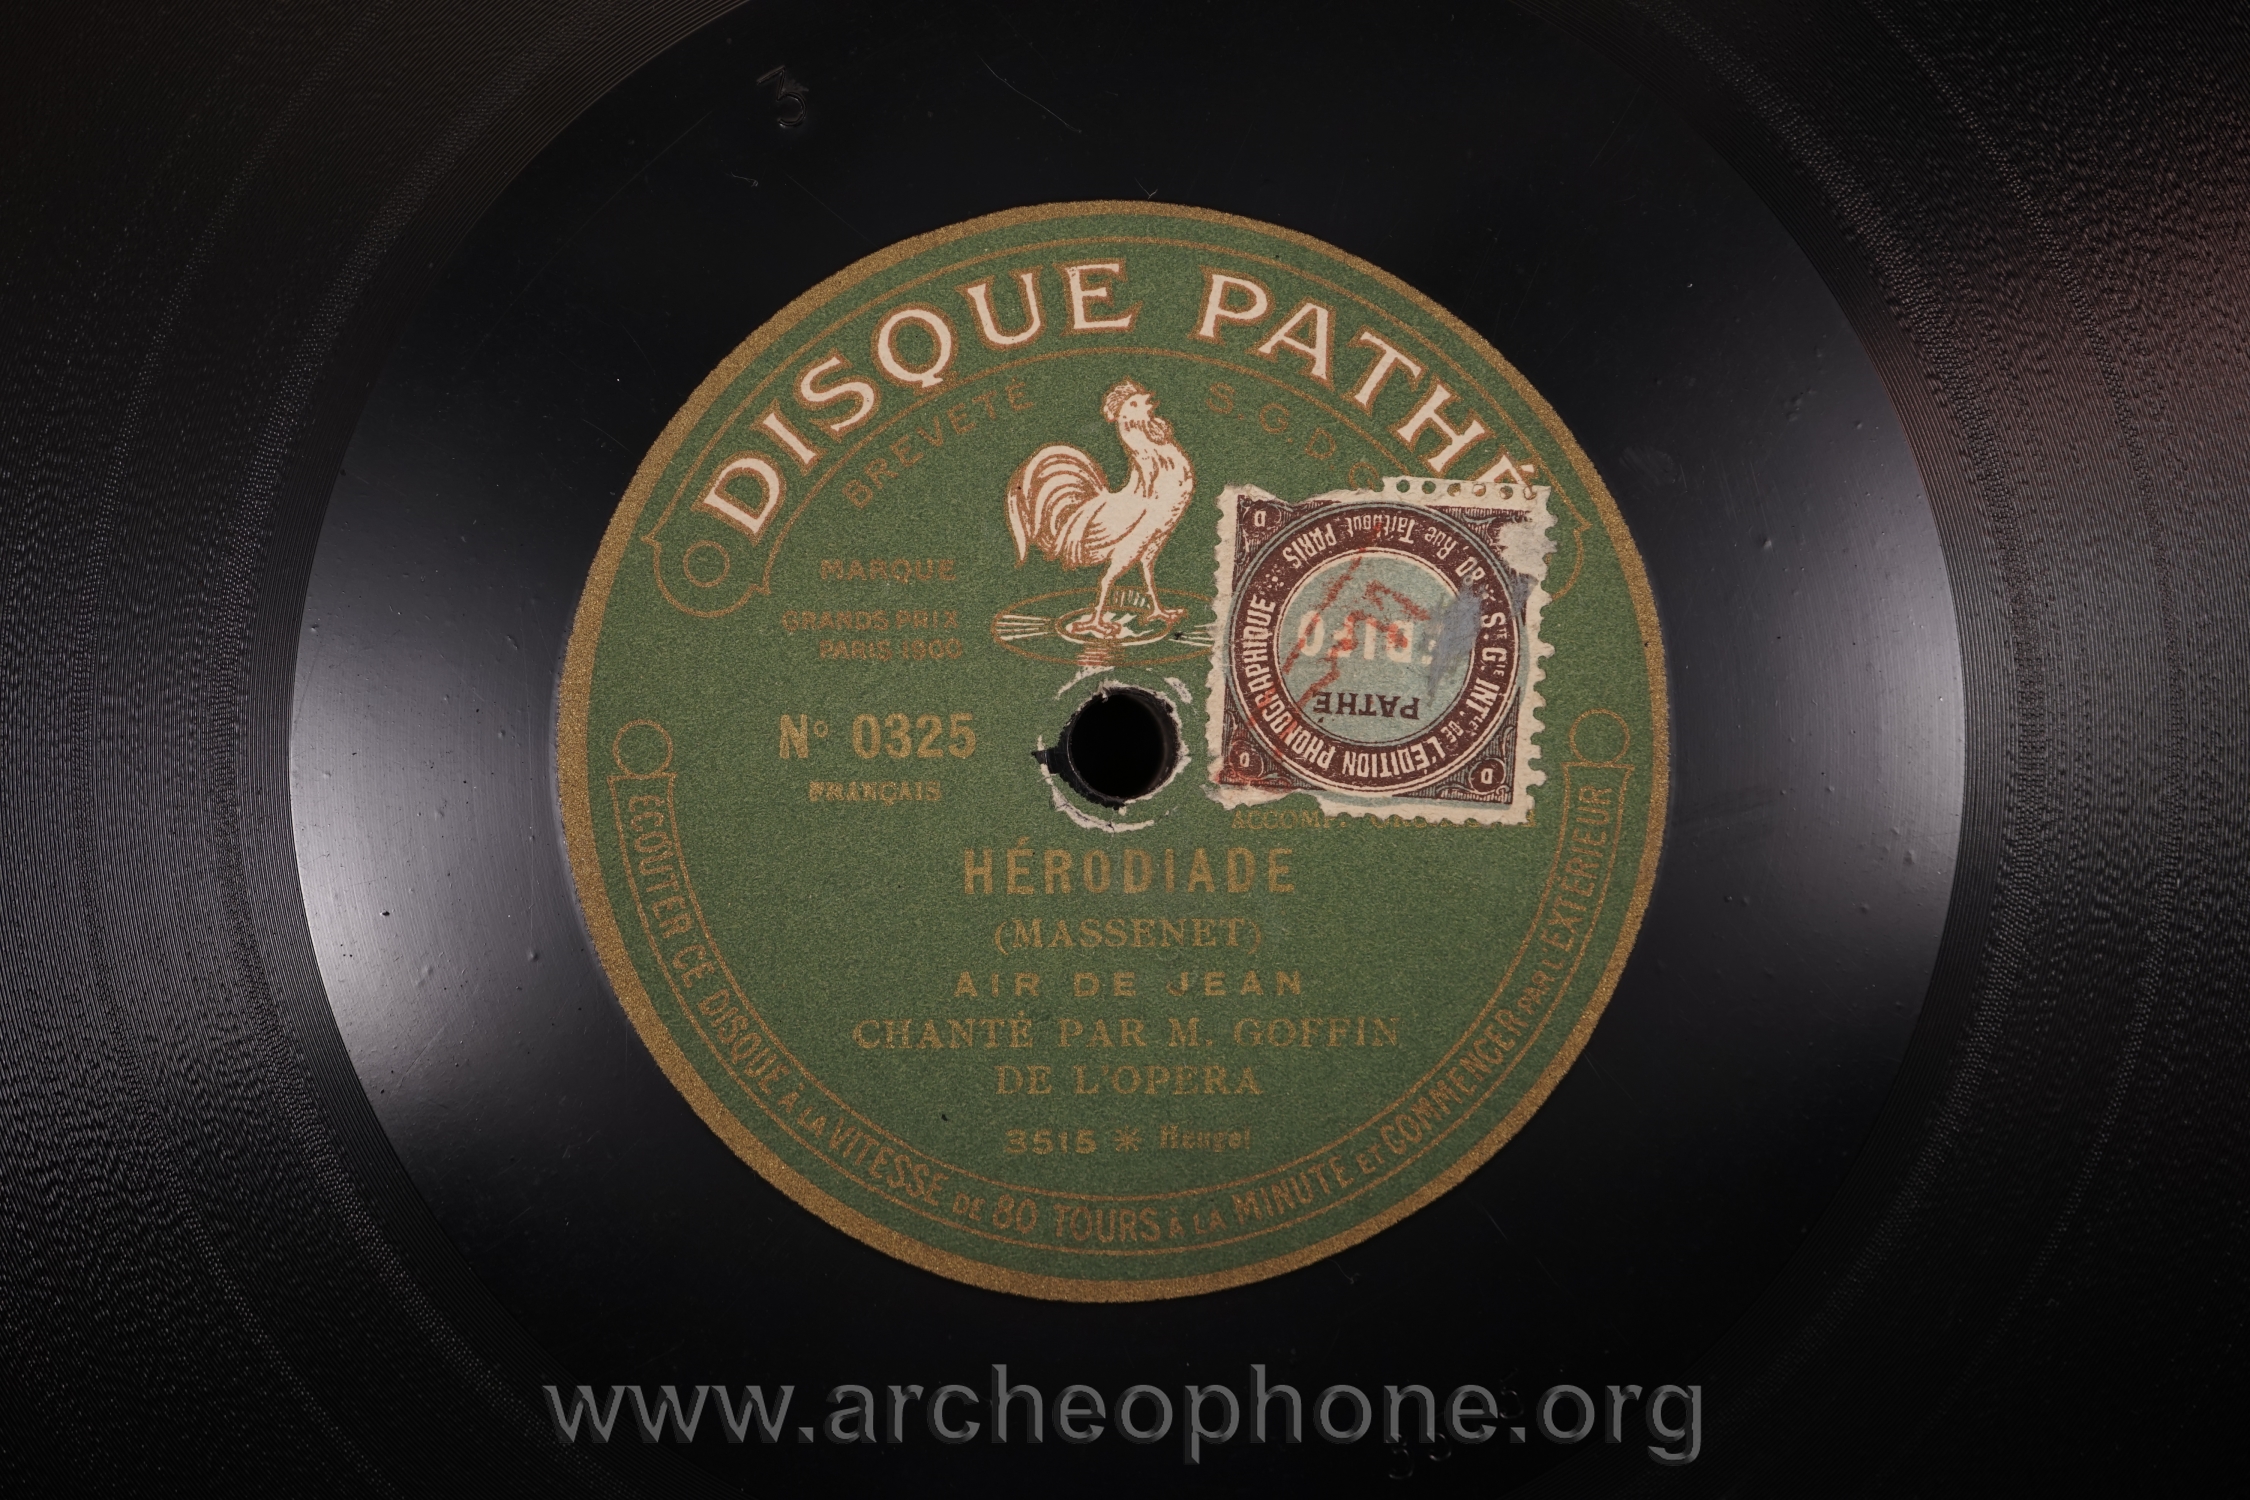 DISQUE PATHÉ
BREVETÉ S.G.D.G.
MARQUE
GRANDS PRIX
PARIS 1900
No 0325
FRANÇAIS
Sté Gle INTle DE L'ÉDITION PHONOGRAPHIQUE
80, Rue Taitbout PARIS
EDIFO
PATHÉ
D
D
D
D
ACCOMPt
HÉRODIADE
(MASSENET)
AIR DE JEAN
CHANTÉ PAR M. GOFFIN
DE L'OPÉRA
3515 * Heugel
ÉCOUTER CE DISQUE À LA VITESSE DE 80 TOURS À LA MINUTE ET COMMENCER PAR L'EXTÉRIEUR
www.archeophone.org